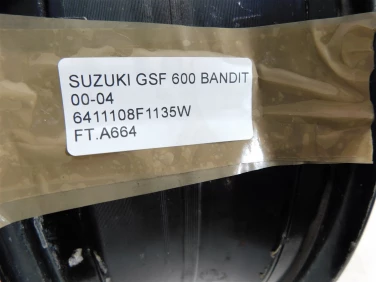 SUZUKI GSF 600 BANDIT
00-04
6411108F1135W
FT.A664